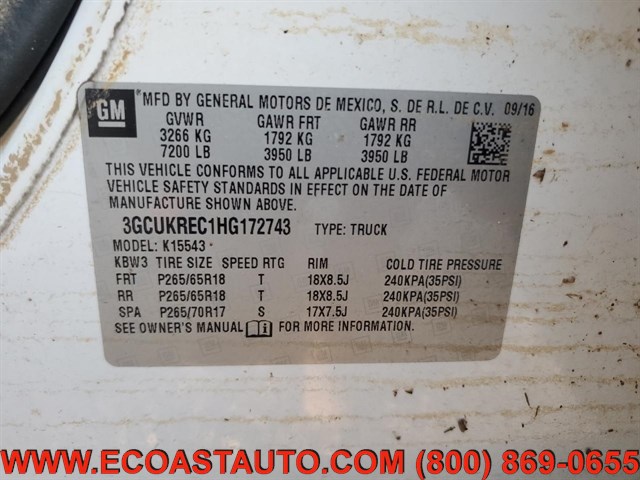 GM
*MFD BY GENERAL MOTORS DE MEXICO, S. DE R.L. DE C.V. 09/16
GVWR GAWR FRT GAWR RR
3266 KG 1792 KG 1792 KG
7200 LB 3950 LB 3950 LB
THIS VEHICLE CONFORMS TO ALL APPLICABLE U.S. FEDERAL MOTOR
VEHICLE SAFETY STANDARDS IN EFFECT ON THE DATE OF
MANUFACTURE SHOWN ABOVE.
3GCUKREC1HG172743 TYPE: TRUCK
MODEL: K15543*
KBW3 TIRE SIZE SPEED RTG RIM COLD TIRE PRESSURE
FRT P265/65R18 T 18X8.5J 240KPA(35PSI)
RR P265/65R18 T 18X8.5J 240KPA(35PSI)
SPA P265/70R17 S 17X7.5J 240KPA(35PSI)
SEE OWNER'S MANUAL FOR MORE INFORMATION.
WWW.ECOASTAUTO.COM (800) 869-0655